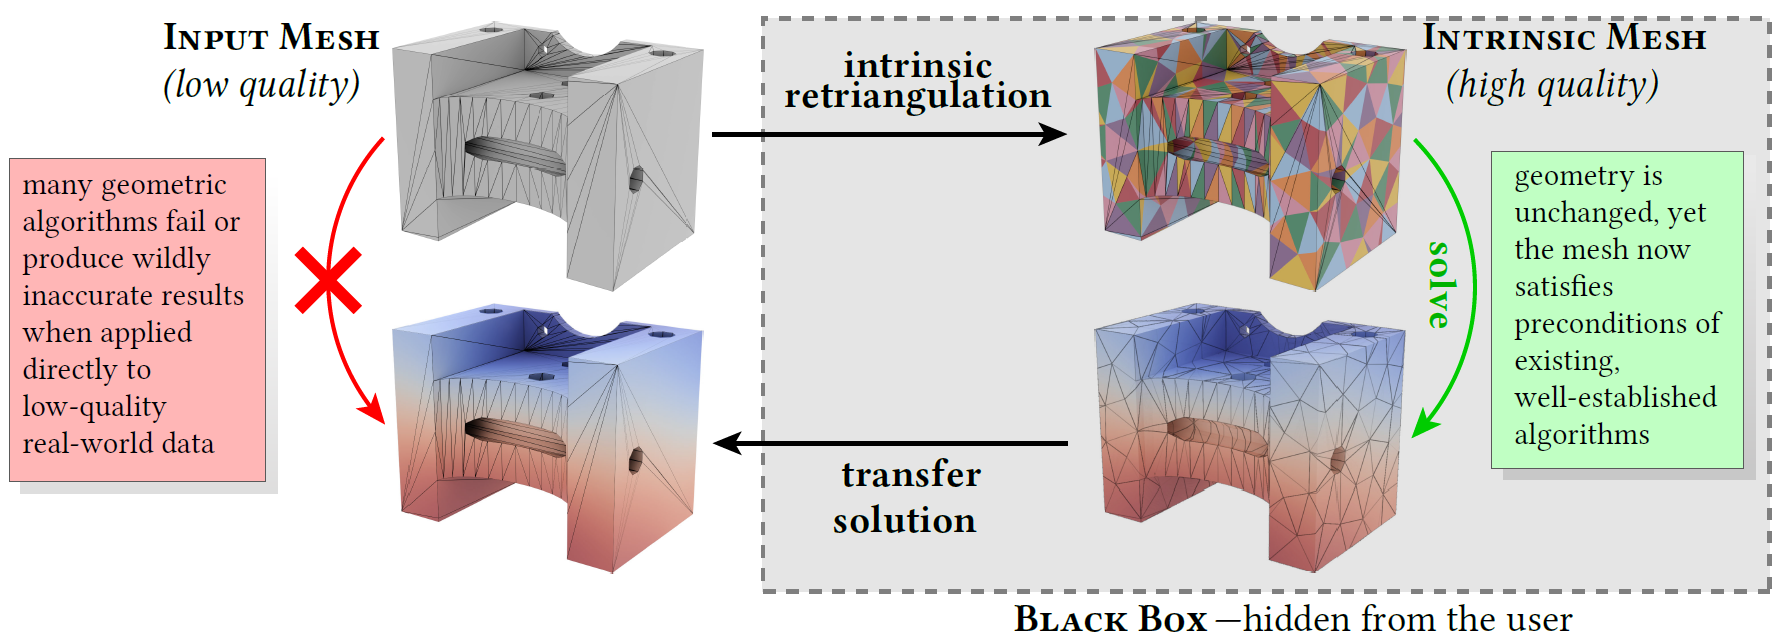 INPUT MESH
(low quality)
many geometric
algorithms fail or
produce wildly
inaccurate results
when applied
directly to
low-quality
real-world data
intrinsic
retriangulation
INTRINSIC MESH
(high quality)
solve
geometry is
unchanged, yet
the mesh now
satisfies
preconditions of
existing,
well-established
algorithms
transfer
solution
BLACK BOX —hidden from the user